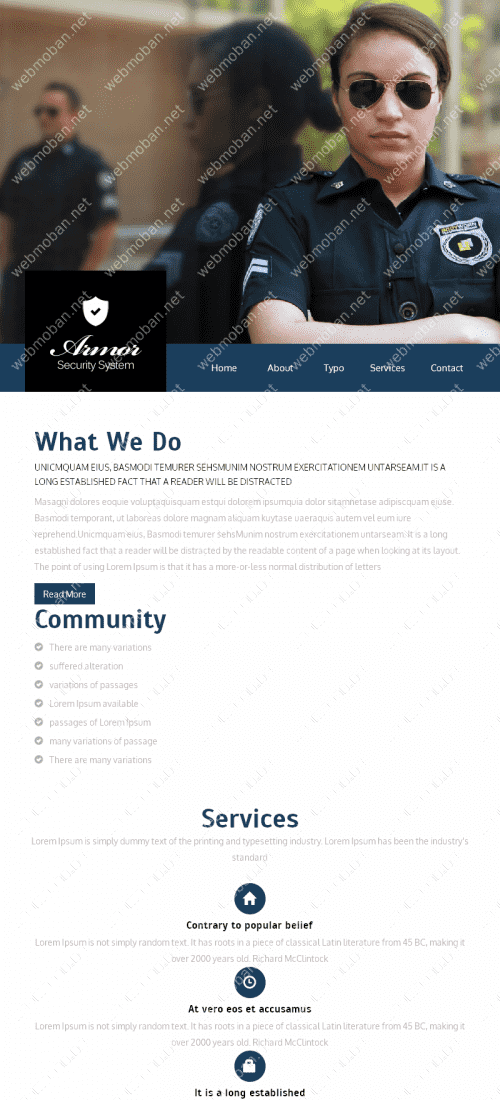 Armor
Security System
Home About Typo Services Contact
What We Do
UNICMQUAM EIUS, BASMODI TEMURER SEHSMUNIM NOSTRUM EXERCITATIONEM UNTARSEAM.IT IS A
LONG ESTABLISHED FACT THAT A READER WILL BE DISTRACTED
Masagni dolores eoquie voluptaquisquam estqui dolorem ipsumquia dolor sitamnetase adipiscquam eiuse.
Basmodi temporant, ut laboreas dolore magnam aliquam kuytase uaeraquis autem vel eum iure
reprehend.Unicmquam eius, Basmodi temurer sehsMunim nostrum exercitationem untarseam. It is a long
established fact that a reader will be distracted by the readable content of a page when looking at its layout.
The point of using Lorem Ipsum is that it has a more-or-less normal distribution of letters
Read More
Community
There are many variations
suffered alteration
variations of passages
Lorem Ipsum available
passages of Lorem Ipsum
many variations of passage
There are many variations
Services
Lorem Ipsum is simply dummy text of the printing and typesetting industry. Lorem Ipsum has been the industry's
standard
Contrary to popular belief
Lorem Ipsum is not simply random text. It has roots in a piece of classical Latin literature from 45 BC, making it
over 2000 years old. Richard McClintock
At vero eos et accusamus
Lorem Ipsum is not simply random text. It has roots in a piece of classical Latin literature from 45 BC, making it
over 2000 years old. Richard McClintock
It is a long established
webmoban.net